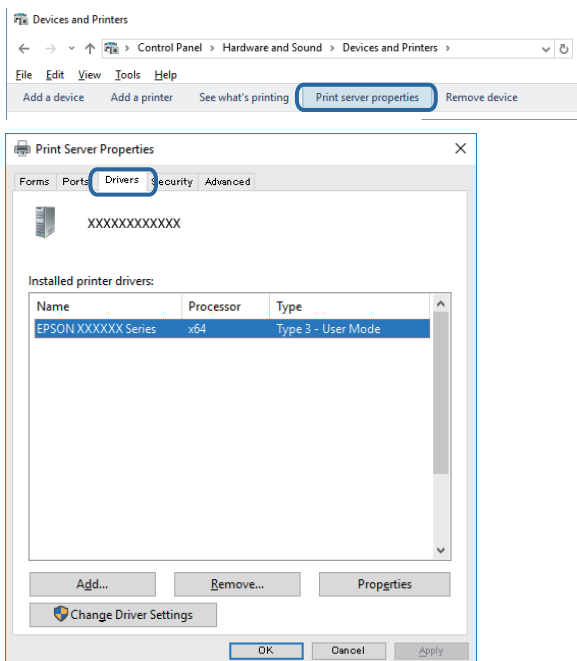 Devices and Printers
Control Panel > Hardware and Sound > Devices and Printers >
File Edit View Tools Help
Add a device Add a printer See what's printing Print server properties Remove device
Print Server Properties
Forms Ports Drivers Security Advanced
XXXXXXXXXXXX
Installed printer drivers:
Name Processor Type
EPSON XXXXXX Series x64 Type 3 - User Mode
Add... Remove... Properties
Change Driver Settings
OK Cancel Apply